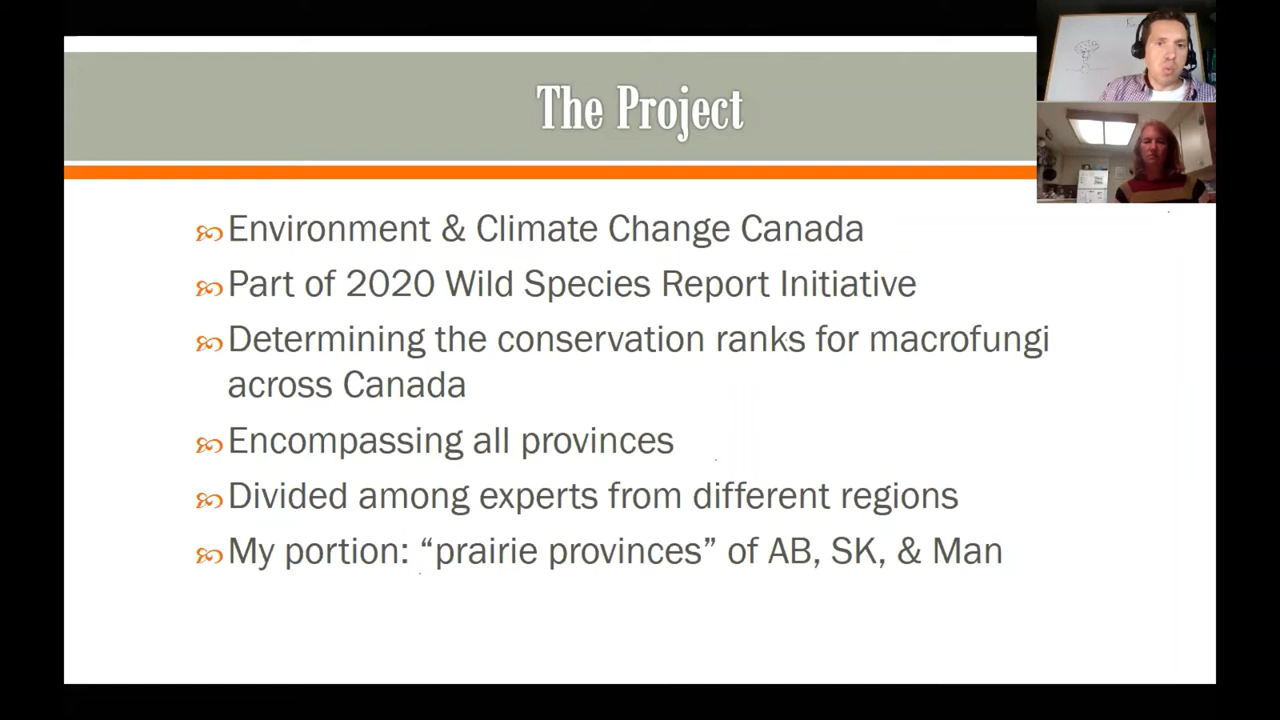 The Project
Environment & Climate Change Canada
Part of 2020 Wild Species Report Initiative
Determining the conservation ranks for macrofungi
across Canada
Encompassing all provinces
Divided among experts from different regions
My portion: “prairie provinces” of AB, SK, & Man